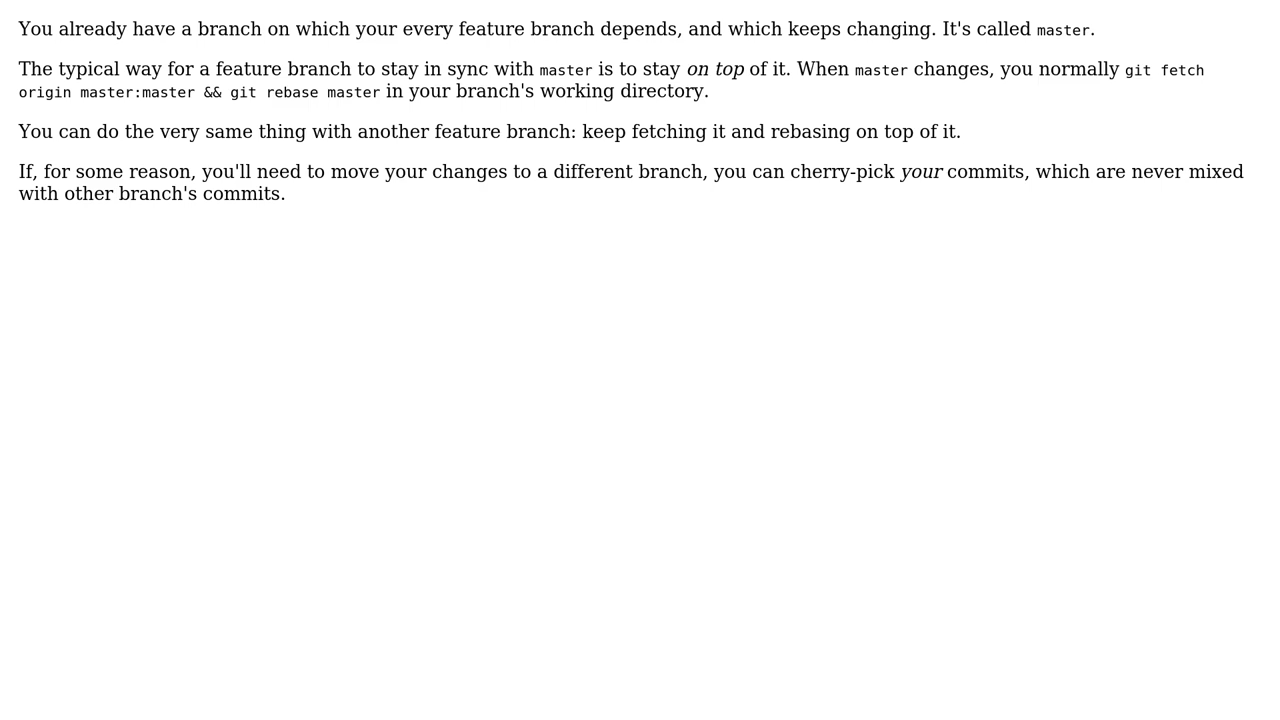 You already have a branch on which your every feature branch depends, and which keeps changing. It's called master.
The typical way for a feature branch to stay in sync with master is to stay on top of it. When master changes, you normally git fetch
origin master:master && git rebase master in your branch's working directory.
You can do the very same thing with another feature branch: keep fetching it and rebasing on top of it.
If, for some reason, you'll need to move your changes to a different branch, you can cherry-pick your commits, which are never mixed
with other branch's commits.